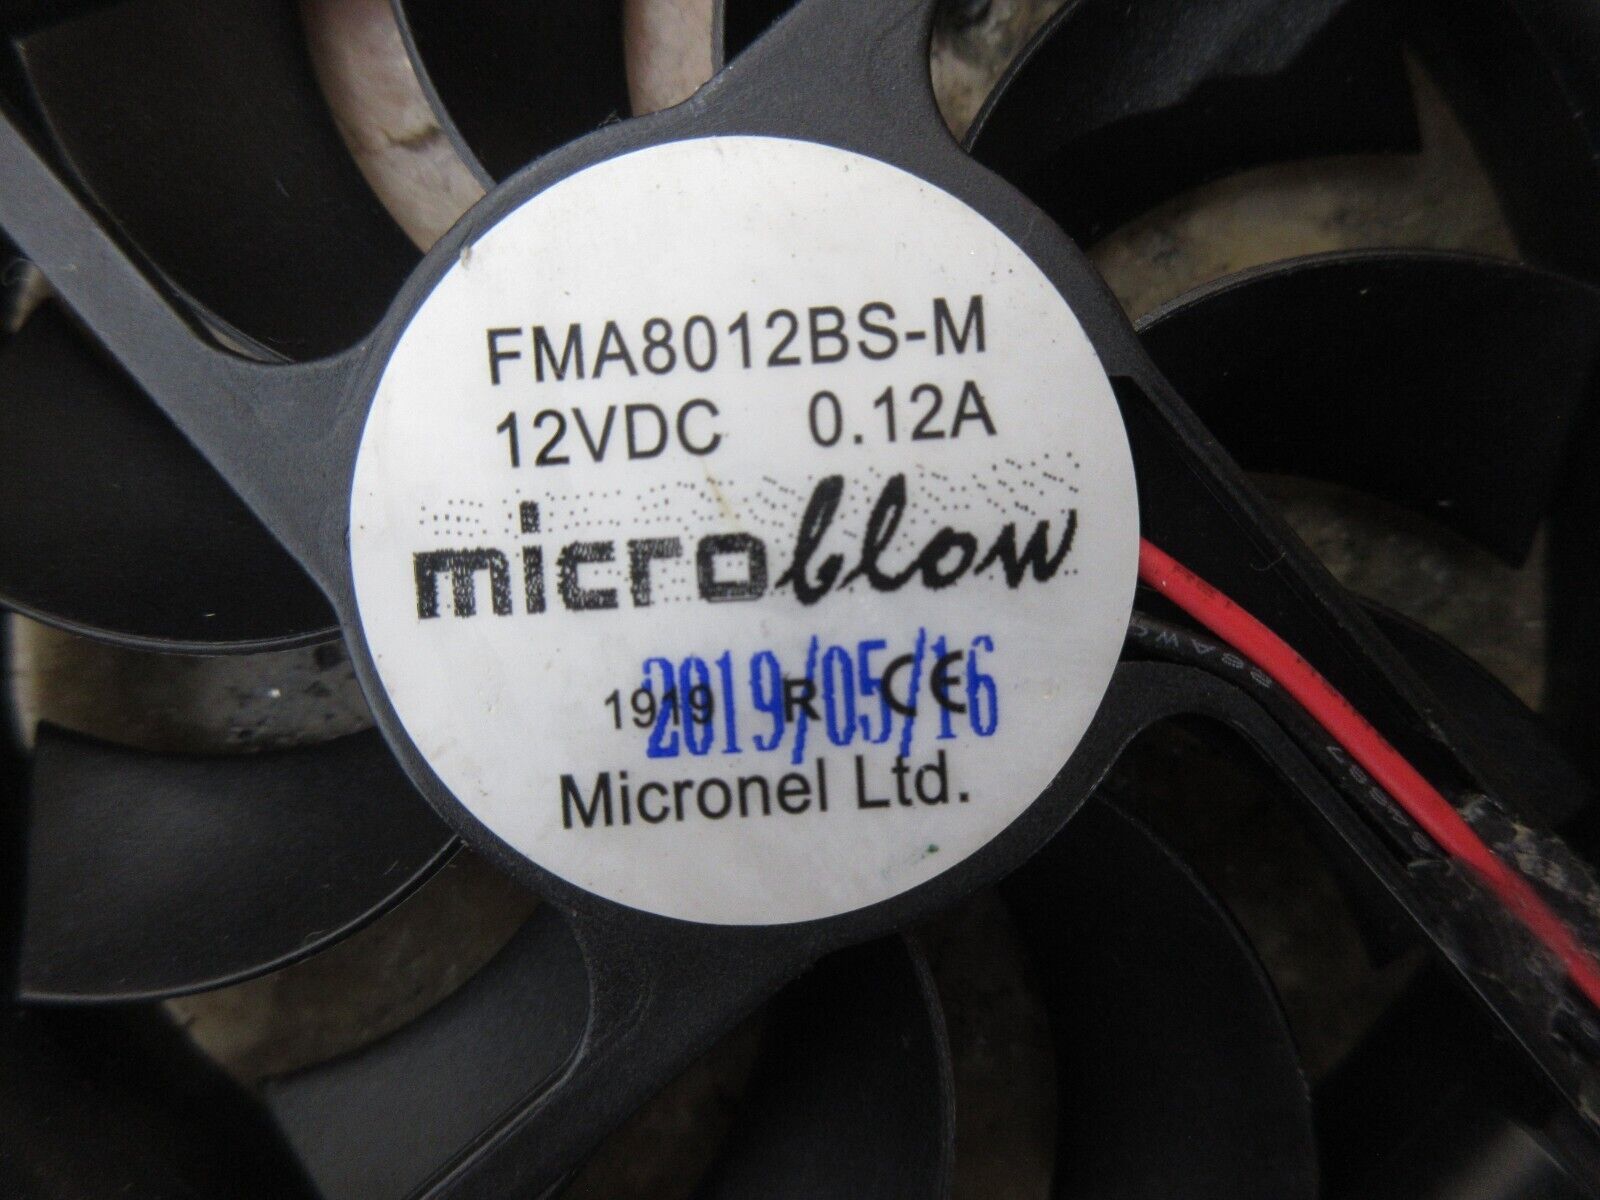 FMA8012BS-M
12VDC 0.12A
microblow
1919 R CE
2019/05/16
Micronel Ltd.